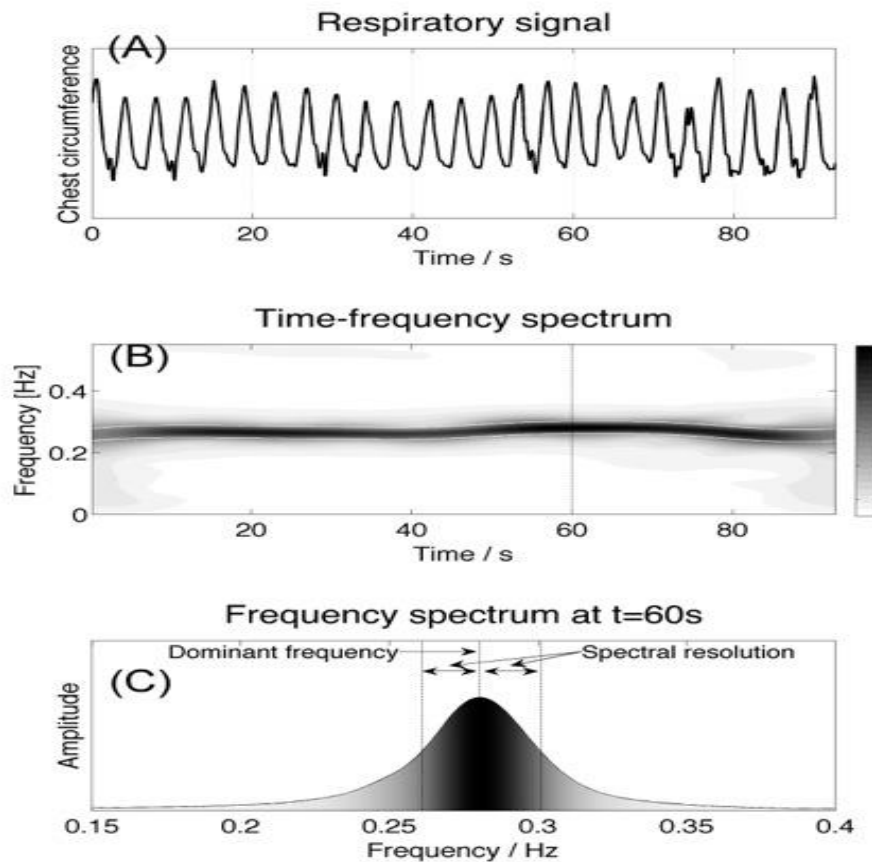 Respiratory signal
(A)
Chest circumference
0 20 40 60 80
Time / s
Time-frequency spectrum
(B)
Frequency [Hz]
0.4
0.2
0
20 40 60 80
Time / s
Frequency spectrum at t=60s
Dominant frequency
Spectral resolution
(C)
Amplitude
0.15 0.2 0.25 0.3 0.35 0.4
Frequency / Hz